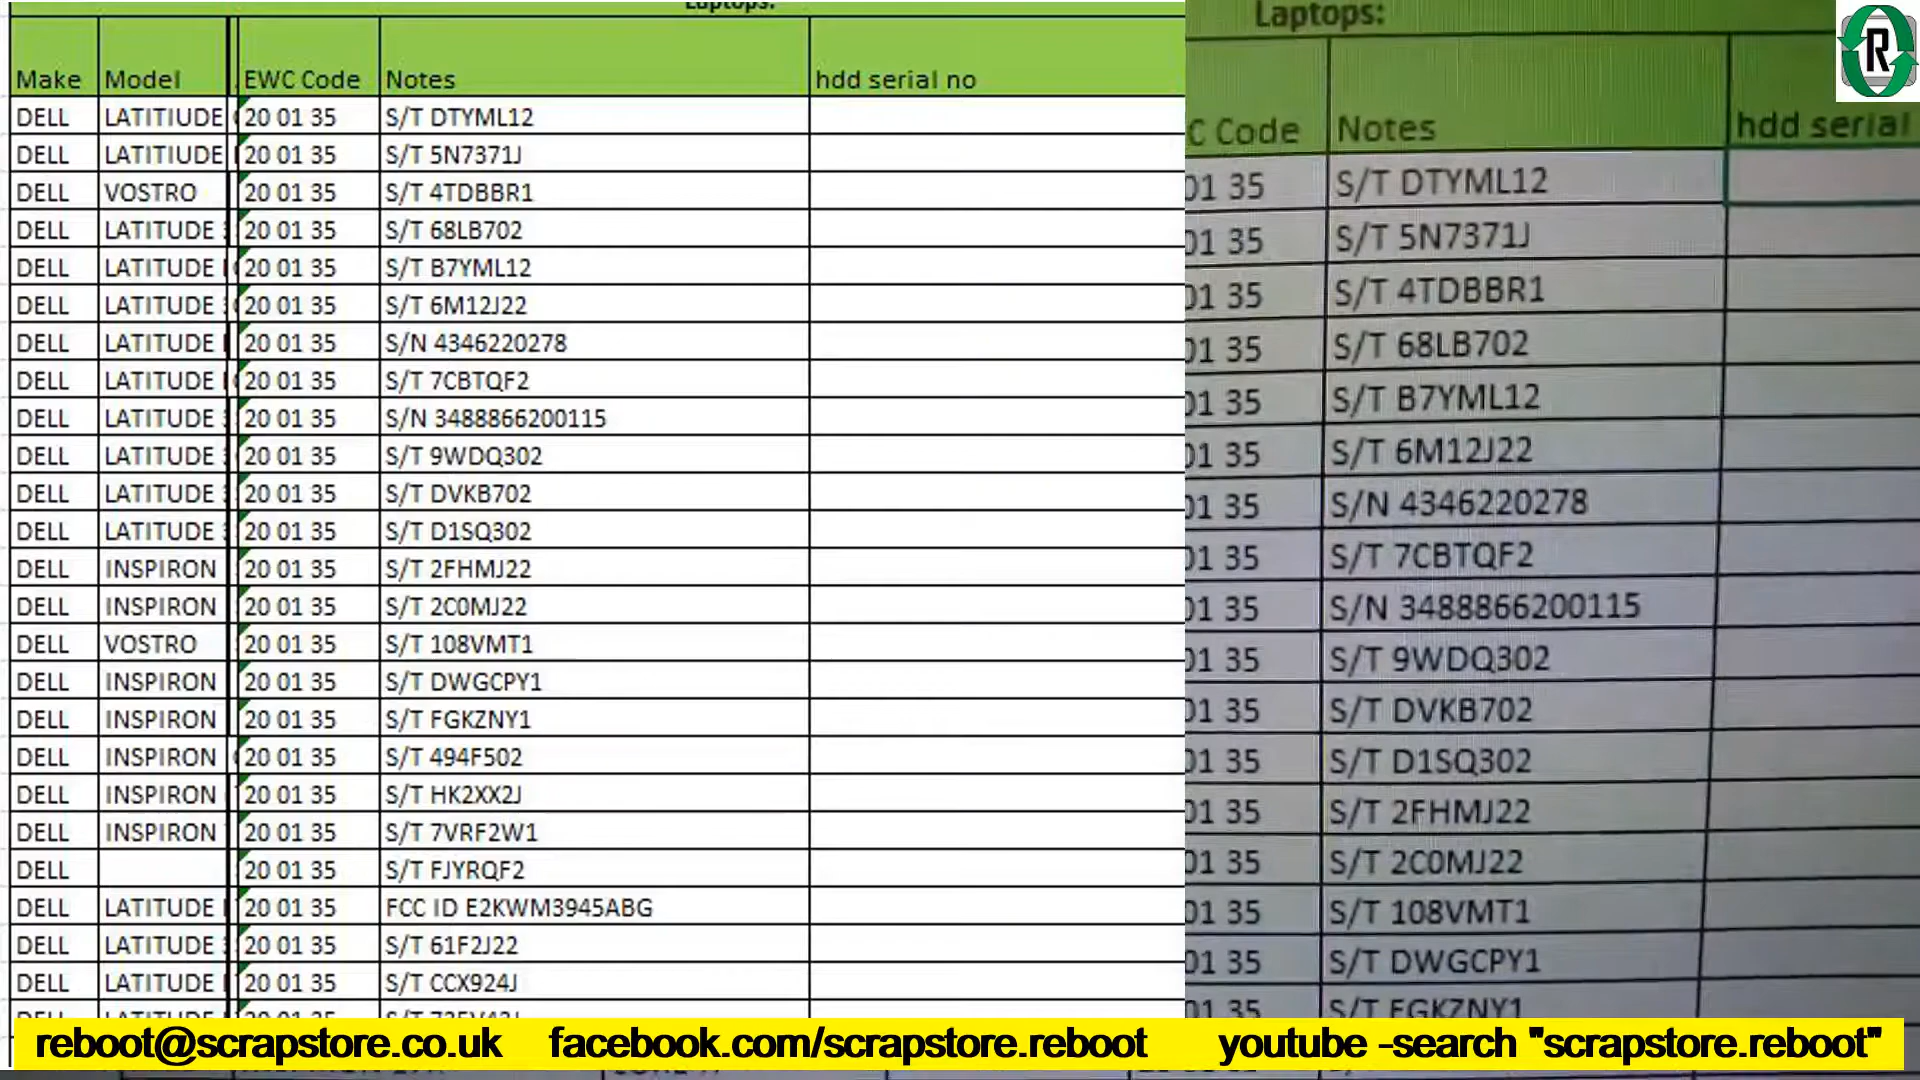 Laptops:
Make Model EWC Code Notes hdd serial no
DELL LATITIUDE 20 01 35 S/T DTYML12
DELL LATITIUDE 20 01 35 S/T 5N7371J
DELL VOSTRO 20 01 35 S/T 4TDBBR1
DELL LATITUDE 20 01 35 S/T 68LB702
DELL LATITUDE 20 01 35 S/T B7YML12
DELL LATITUDE 20 01 35 S/T 6M12J22
DELL LATITUDE 20 01 35 S/N 4346220278
DELL LATITUDE 20 01 35 S/T 7CBTQF2
DELL LATITUDE 20 01 35 S/N 3488866200115
DELL LATITUDE 20 01 35 S/T 9WDQ302
DELL LATITUDE 20 01 35 S/T DVKB702
DELL LATITUDE 20 01 35 S/T D1SQ302
DELL INSPIRON 20 01 35 S/T 2FHMJ22
DELL INSPIRON 20 01 35 S/T 2C0MJ22
DELL VOSTRO 20 01 35 S/T 108VMT1
DELL INSPIRON 20 01 35 S/T DWGCPY1
DELL INSPIRON 20 01 35 S/T FGKZNY1
DELL INSPIRON 20 01 35 S/T 494F502
DELL INSPIRON 20 01 35 S/T HK2XX2J
DELL INSPIRON 20 01 35 S/T 7VRF2W1
DELL 20 01 35 S/T FJYRQF2
DELL LATITUDE 20 01 35 FCC ID E2KWM3945ABG
DELL LATITUDE 20 01 35 S/T 61F2J22
DELL LATITUDE 20 01 35 S/T CCX924J
Laptops:
C Code Notes hdd serial
01 35 S/T DTYML12
01 35 S/T 5N7371J
01 35 S/T 4TDBBR1
01 35 S/T 68LB702
01 35 S/T B7YML12
01 35 S/T 6M12J22
01 35 S/N 4346220278
01 35 S/T 7CBTQF2
01 35 S/N 3488866200115
01 35 S/T 9WDQ302
01 35 S/T DVKB702
01 35 S/T D1SQ302
01 35 S/T 2FHMJ22
01 35 S/T 2C0MJ22
01 35 S/T 108VMT1
01 35 S/T DWGCPY1
01 35 S/T FGKZNY1
R
reboot@scrapstore.co.uk facebook.com/scrapstore.reboot youtube -search "scrapstore.reboot"